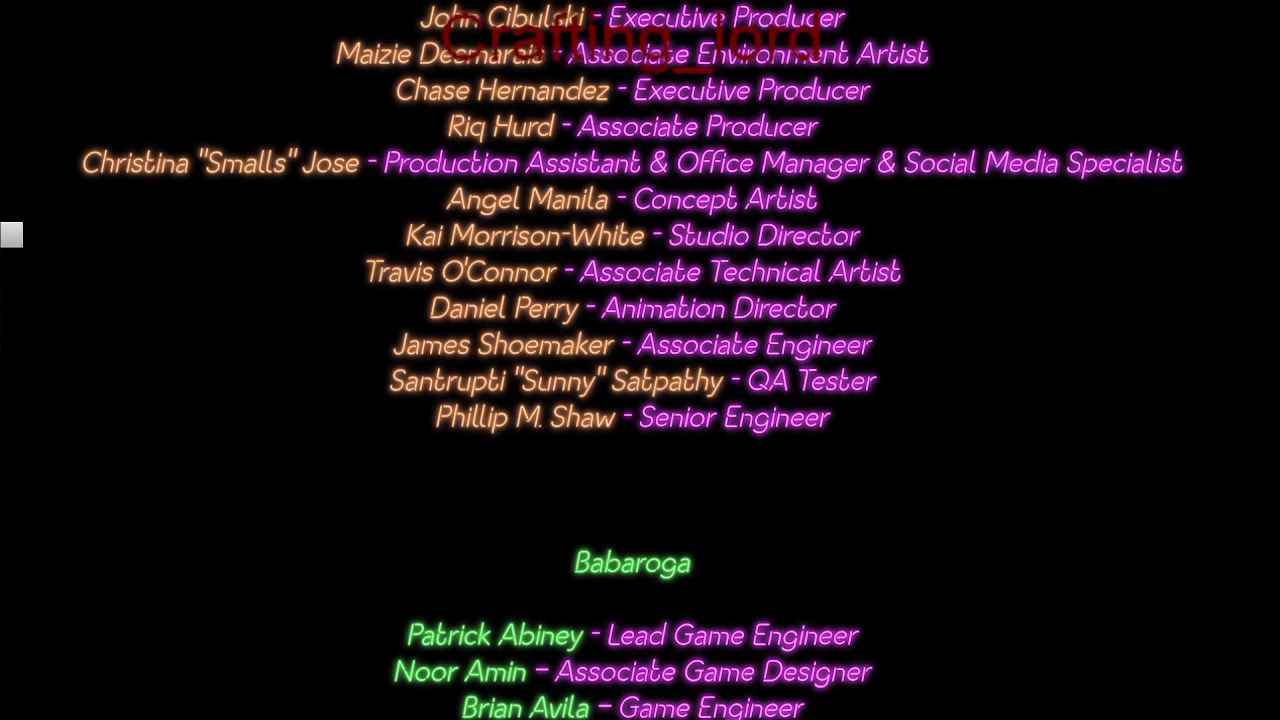 John Cibulski - Executive Producer
Crafting_lord
Maizie Desmarais - Associate Environment Artist
Chase Hernandez - Executive Producer
Riq Hurd - Associate Producer
Christina "Smalls" Jose - Production Assistant & Office Manager & Social Media Specialist
Angel Manila - Concept Artist
Kai Morrison-White - Studio Director
Travis O'Connor - Associate Technical Artist
Daniel Perry - Animation Director
James Shoemaker - Associate Engineer
Santrupti "Sunny" Satpathy - QA Tester
Phillip M. Shaw - Senior Engineer
Babaroga
Patrick Abiney - Lead Game Engineer
Noor Amin – Associate Game Designer
Brian Avila – Game Engineer